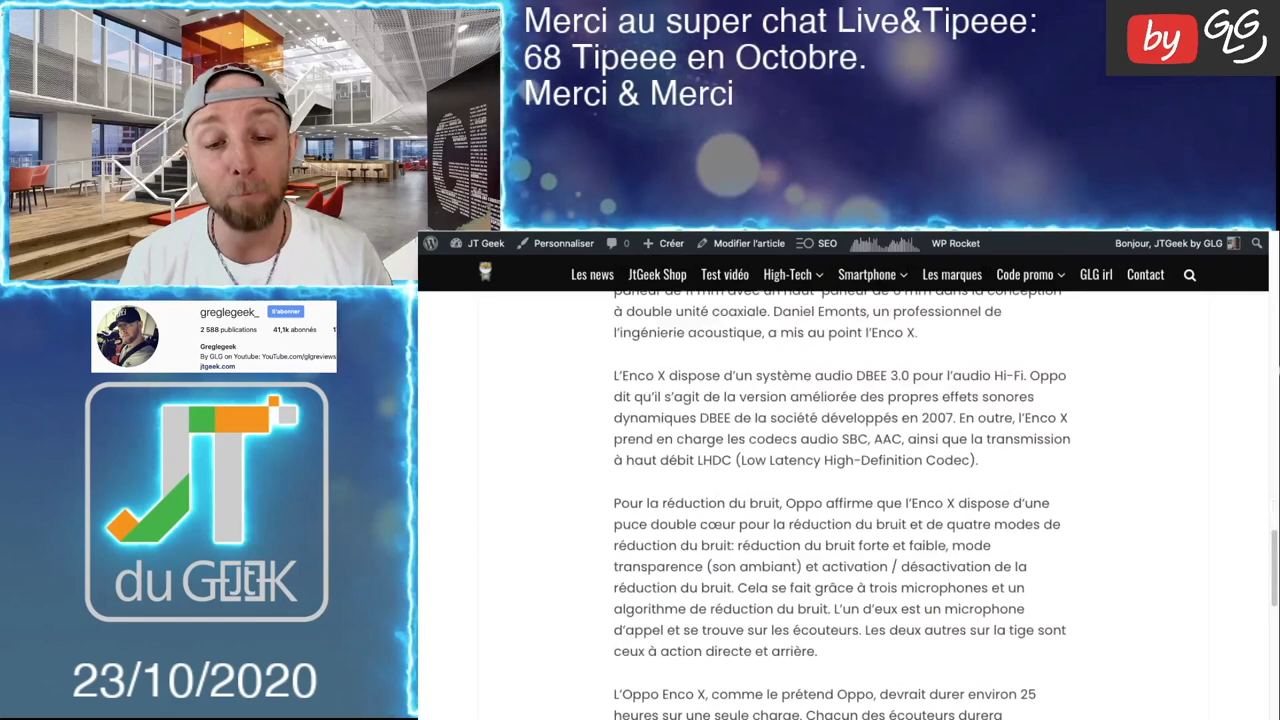 Merci au super chat Live&Tipeee:
68 Tipeee en Octobre.
Merci & Merci
by GLG
JT Geek Personnaliser 0 Créer Modifier l'article SEO WP Rocket Bonjour, JTGeek by GLG
Les news JtGeek Shop Test vidéo High-Tech Smartphone Les marques Code promo GLG irl Contact
à double unité coaxiale. Daniel Emonts, un professionnel de
l'ingénierie acoustique, a mis au point l'Enco X.
L'Enco X dispose d'un système audio DBEE 3.0 pour l'audio Hi-Fi. Oppo
dit qu'il s'agit de la version améliorée des propres effets sonores
dynamiques DBEE de la société développés en 2007. En outre, l'Enco X
prend en charge les codecs audio SBC, AAC, ainsi que la transmission
à haut débit LHDC (Low Latency High-Definition Codec).
Pour la réduction du bruit, Oppo affirme que l'Enco X dispose d'une
puce double cœur pour la réduction du bruit et de quatre modes de
réduction du bruit: réduction du bruit forte et faible, mode
transparence (son ambiant) et activation / désactivation de la
réduction du bruit. Cela se fait grâce à trois microphones et un
algorithme de réduction du bruit. L'un d'eux est un microphone
d'appel et se trouve sur les écouteurs. Les deux autres sur la tige sont
ceux à action directe et arrière.
L'Oppo Enco X, comme le prétend Oppo, devrait durer environ 25
heures sur une seule charge. Chacun des écouteurs durera
greglegeek_ S'abonner
2 588 publications 41,1k abonnés 1
Greglegeek
By GLG on Youtube: YouTube.com/glgreviews
jtgeek.com
JT
du GEEK
23/10/2020